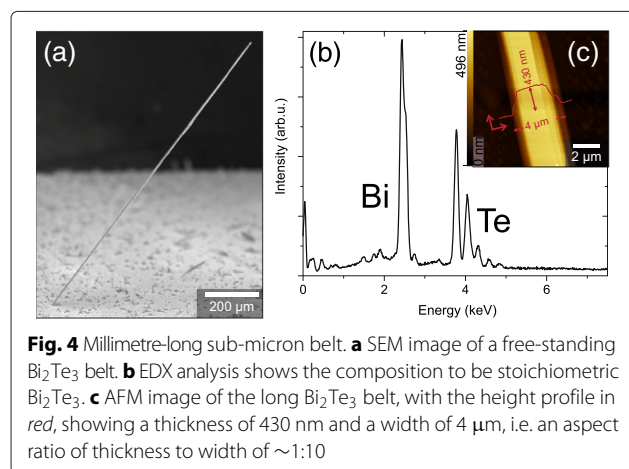 (a)
200 µm
(b)
Intensity (arb.u.)
Bi
Te
0
2
4
6
Energy (keV)
(c)
496 nm
0 nm
430 nm
4 µm
2 µm
Fig. 4 Millimetre-long sub-micron belt. a SEM image of a free-standing
Bi₂Te₃ belt. b EDX analysis shows the composition to be stoichiometric
Bi₂Te₃. c AFM image of the long Bi₂Te₃ belt, with the height profile in
red, showing a thickness of 430 nm and a width of 4 µm, i.e. an aspect
ratio of thickness to width of ∼1:10